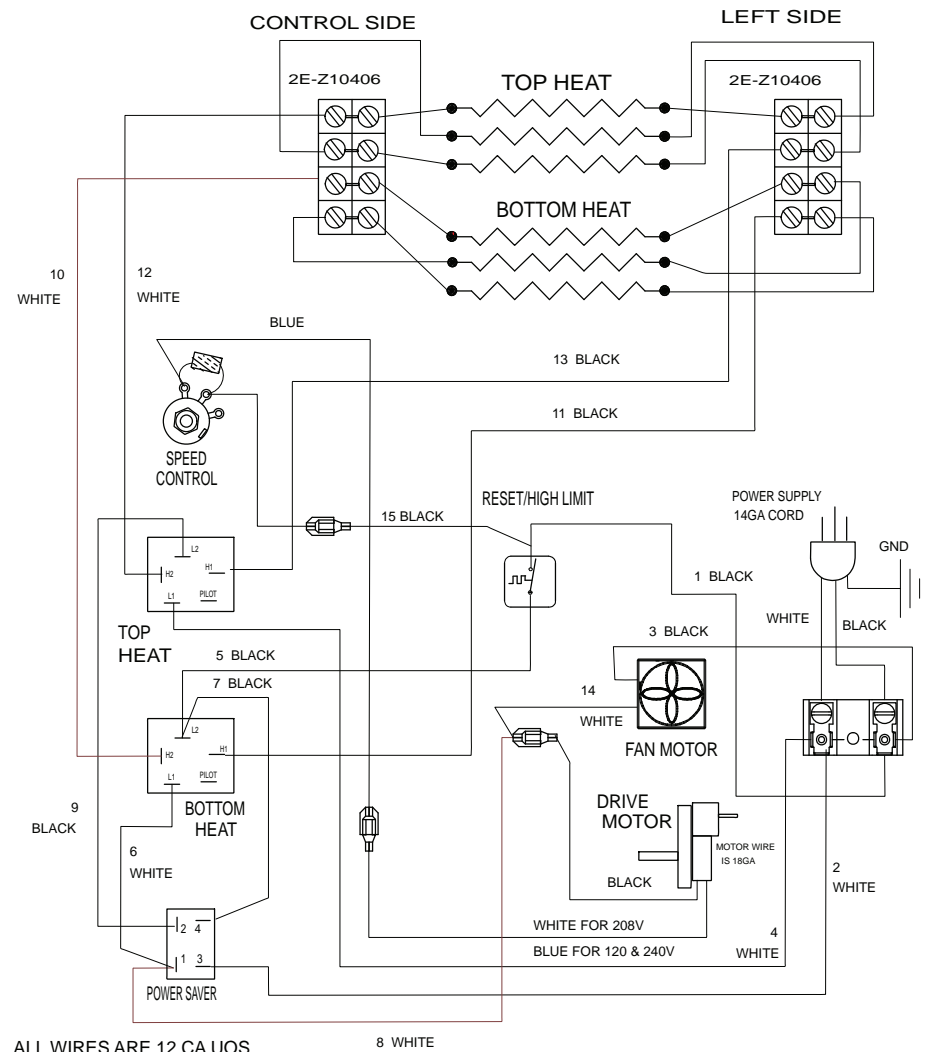 CONTROL SIDE
LEFT SIDE
2E-Z10406
TOP HEAT
2E-Z10406
BOTTOM HEAT
10
WHITE
12
WHITE
BLUE
13 BLACK
11 BLACK
SPEED
CONTROL
RESET/HIGH LIMIT
POWER SUPPLY
14GA CORD
15 BLACK
GND
1 BLACK
L2
H2
H1
L1
PILOT
WHITE
BLACK
TOP
HEAT
3 BLACK
5 BLACK
7 BLACK
14
WHITE
L2
H2
H1
L1
PILOT
FAN MOTOR
9
BLACK
BOTTOM
HEAT
DRIVE
MOTOR
MOTOR WIRE
IS 18GA
6
WHITE
BLACK
2
WHITE
2 4
1 3
WHITE FOR 208V
4
WHITE
BLUE FOR 120 & 240V
POWER SAVER
8 WHITE
ALL WIRES ARE 12 CA UOS